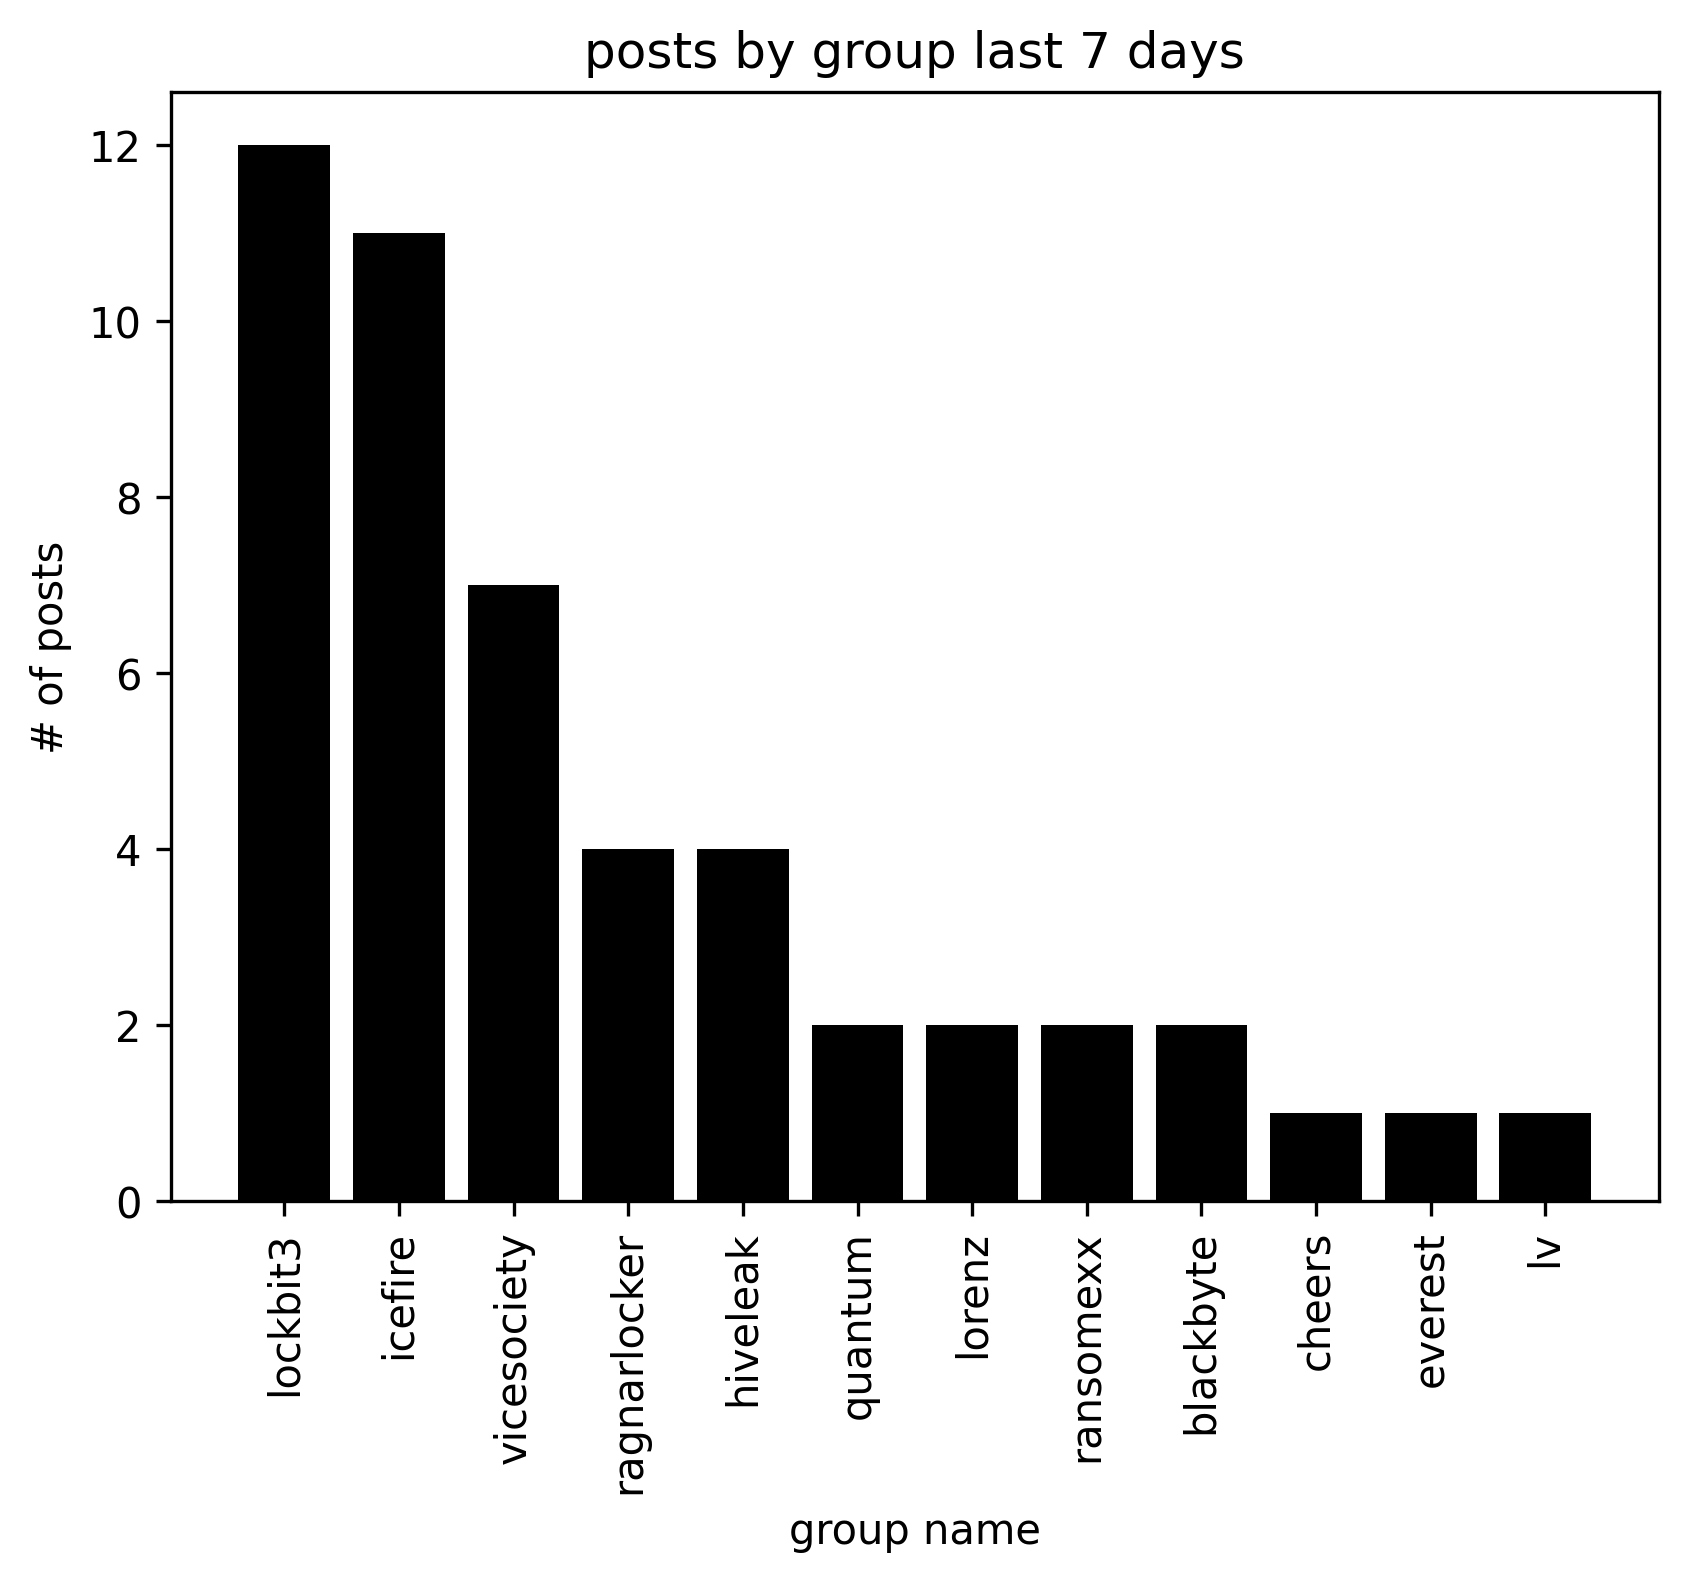 posts by group last 7 days
12
10
8
6
4
2
0
# of posts
lockbit3
icefire
vicesociety
ragnarlocker
hiveleak
quantum
lorenz
ransomexx
blackbyte
cheers
everest
lv
group name